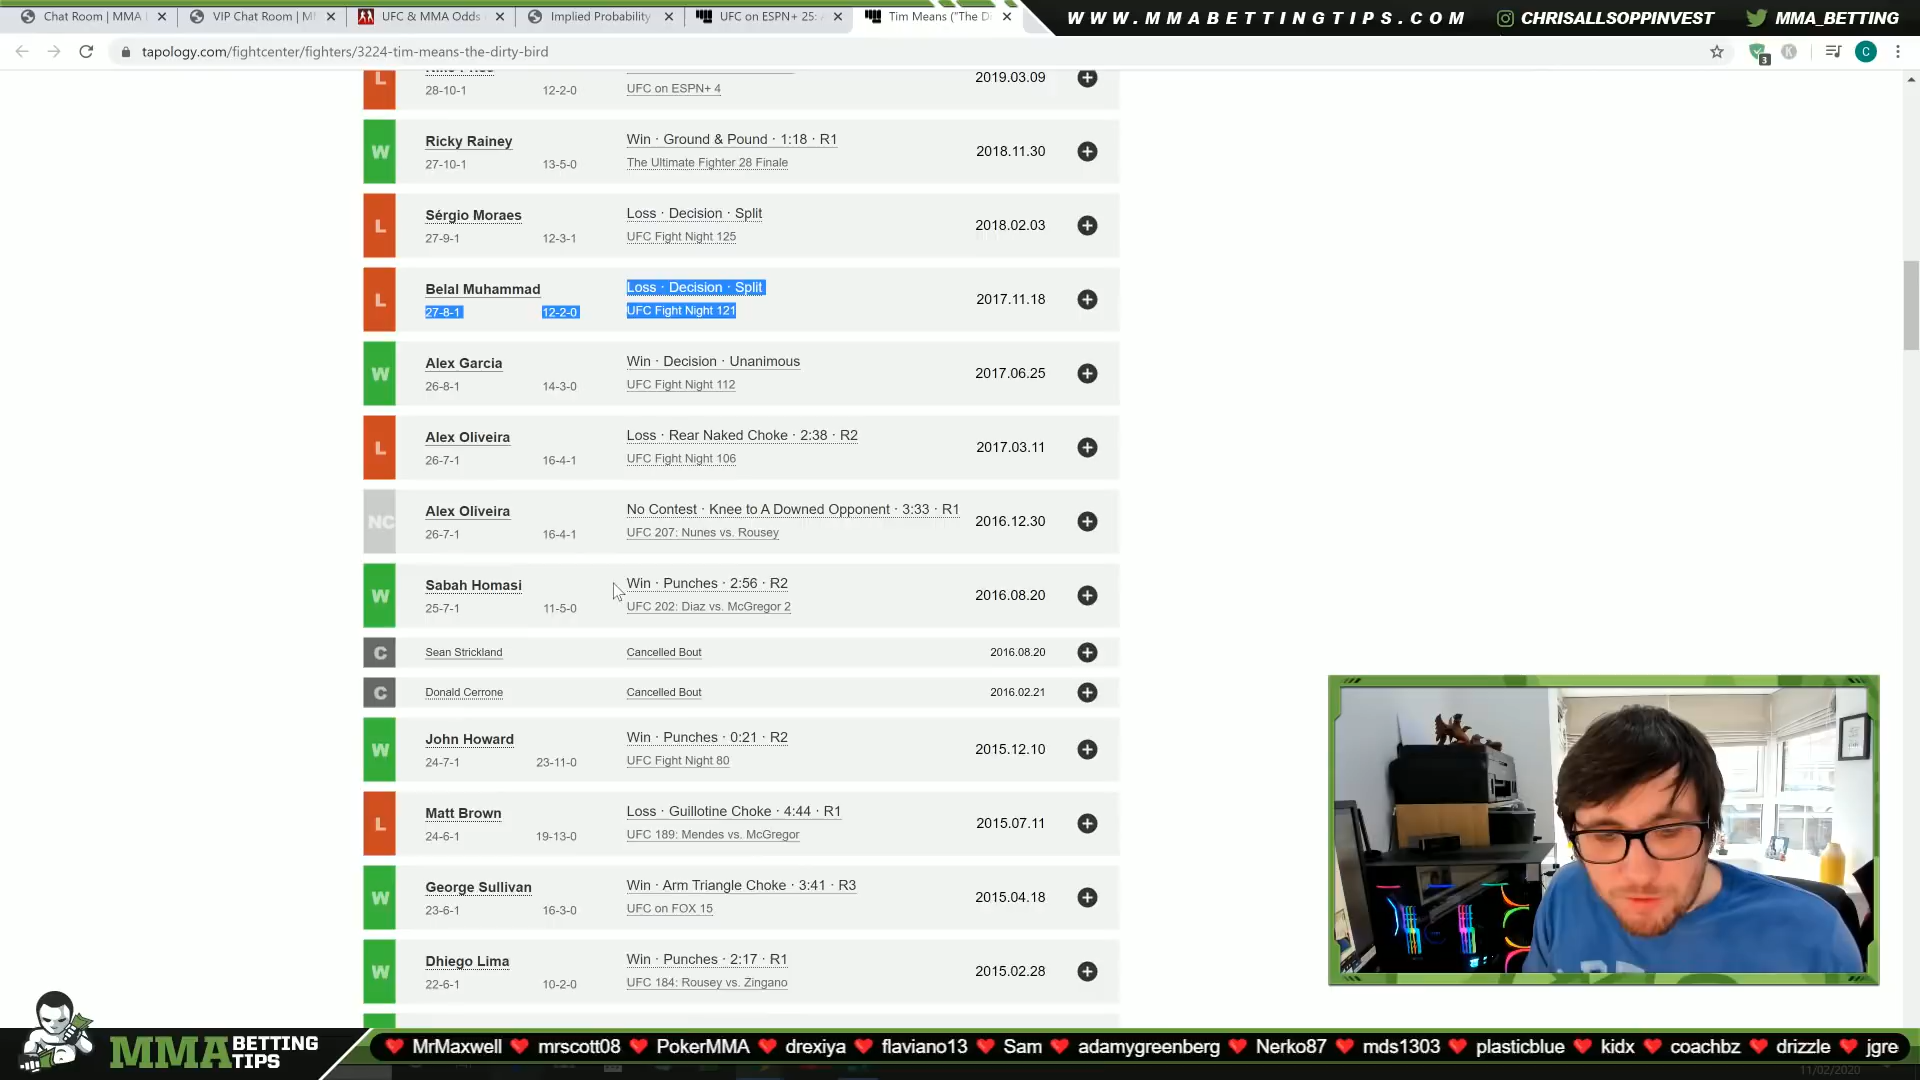 WWW.MMABETTINGTIPS.COM CHRISALLSOPPINVEST MMA_BETTING
Chat Room | MMA VIP Chat Room | M UFC & MMA Odds Implied Probability UFC on ESPN+ 25: Tim Means ("The D
tapology.com/fightcenter/fighters/3224-tim-means-the-dirty-bird
3
C
L 2019.03.09
28-10-1 12-2-0 UFC on ESPN+ 4
W Ricky Rainey Win · Ground & Pound · 1:18 · R1 2018.11.30
27-10-1 13-5-0 The Ultimate Fighter 28 Finale
L Sérgio Moraes Loss · Decision · Split 2018.02.03
27-9-1 12-3-1 UFC Fight Night 125
L Belal Muhammad Loss · Decision · Split 2017.11.18
27-8-1 12-2-0 UFC Fight Night 121
W Alex Garcia Win · Decision · Unanimous 2017.06.25
26-8-1 14-3-0 UFC Fight Night 112
L Alex Oliveira Loss · Rear Naked Choke · 2:38 · R2 2017.03.11
26-7-1 16-4-1 UFC Fight Night 106
NC Alex Oliveira No Contest · Knee to A Downed Opponent · 3:33 · R1 2016.12.30
26-7-1 16-4-1 UFC 207: Nunes vs. Rousey
W Sabah Homasi Win · Punches · 2:56 · R2 2016.08.20
25-7-1 11-5-0 UFC 202: Diaz vs. McGregor 2
C Sean Strickland Cancelled Bout 2016.08.20
C Donald Cerrone Cancelled Bout 2016.02.21
W John Howard Win · Punches · 0:21 · R2 2015.12.10
24-7-1 23-11-0 UFC Fight Night 80
L Matt Brown Loss · Guillotine Choke · 4:44 · R1 2015.07.11
24-6-1 19-13-0 UFC 189: Mendes vs. McGregor
W George Sullivan Win · Arm Triangle Choke · 3:41 · R3 2015.04.18
23-6-1 16-3-0 UFC on FOX 15
W Dhiego Lima Win · Punches · 2:17 · R1 2015.02.28
22-6-1 10-2-0 UFC 184: Rousey vs. Zingano
MMA BETTING TIPS
MrMaxwell mrscott08 PokerMMA drexiya flaviano13 Sam adamygreenberg Nerko87 mds1303 plasticblue kidx coachbz drizzle jgre
11/02/2020